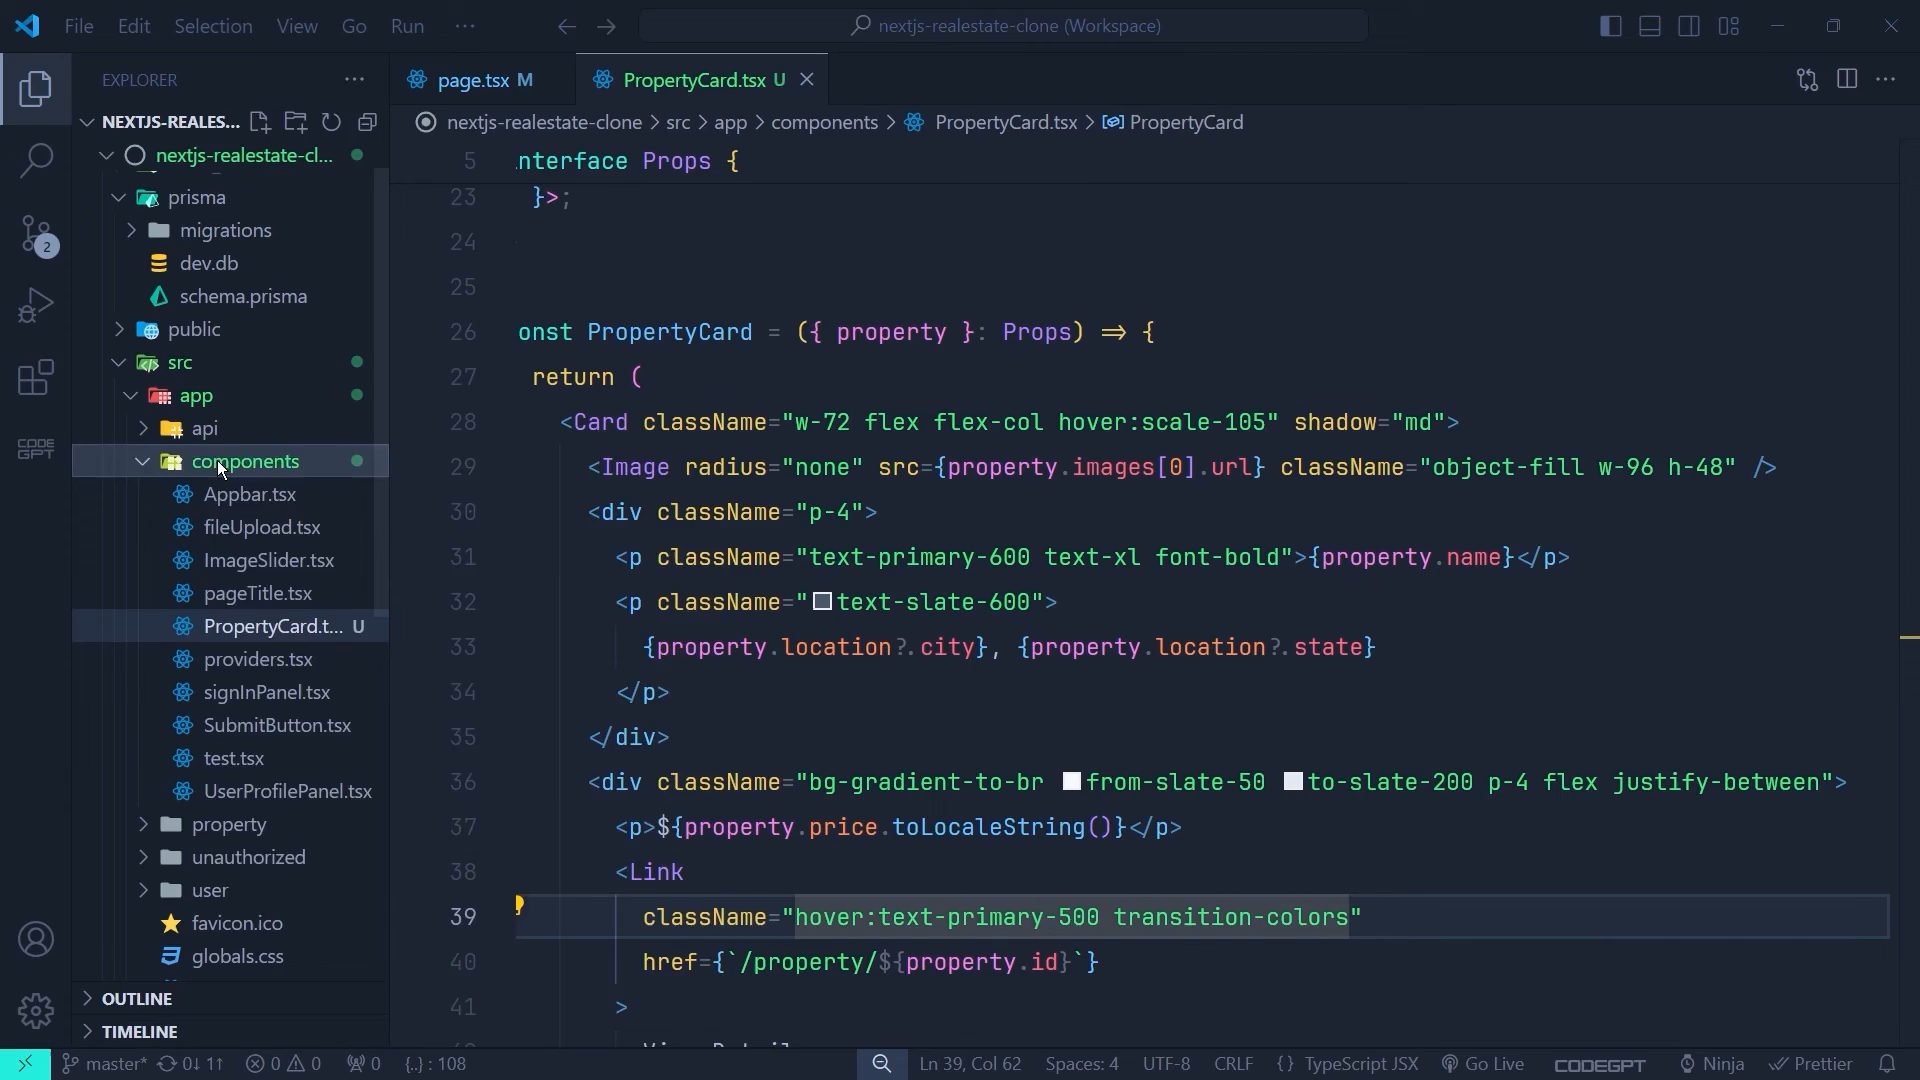 File Edit Selection View Go Run ··· nextjs-realestate-clone (Workspace)
EXPLORER
NEXTJS-REALES...
nextjs-realestate-cl...
prisma
migrations
dev.db
schema.prisma
public
src
app
api
components
Appbar.tsx
fileUpload.tsx
ImageSlider.tsx
pageTitle.tsx
PropertyCard.t... U
providers.tsx
signInPanel.tsx
SubmitButton.tsx
test.tsx
UserProfilePanel.tsx
property
unauthorized
user
favicon.ico
globals.css
OUTLINE
TIMELINE
2
CODE GPT
page.tsx M PropertyCard.tsx U
nextjs-realestate-clone > src > app > components > PropertyCard.tsx > PropertyCard
5 nterface Props {
23 }>;
24
25
26 onst PropertyCard = ({ property }: Props) => {
27 return (
28 <Card className="w-72 flex flex-col hover:scale-105" shadow="md">
29 <Image radius="none" src={property.images[0].url} className="object-fill w-96 h-48" />
30 <div className="p-4">
31 <p className="text-primary-600 text-xl font-bold">{property.name}</p>
32 <p className="text-slate-600">
33 {property.location?.city}, {property.location?.state}
34 </p>
35 </div>
36 <div className="bg-gradient-to-br from-slate-50 to-slate-200 p-4 flex justify-between">
37 <p>${property.price.toLocaleString()}</p>
38 <Link
39 className="hover:text-primary-500 transition-colors"
40 href={`/property/${property.id}`}
41 >
master* 0↓ 1↑ 0 0 0 {..} : 108 Ln 39, Col 62 Spaces: 4 UTF-8 CRLF {} TypeScript JSX Go Live CODEGPT Ninja Prettier